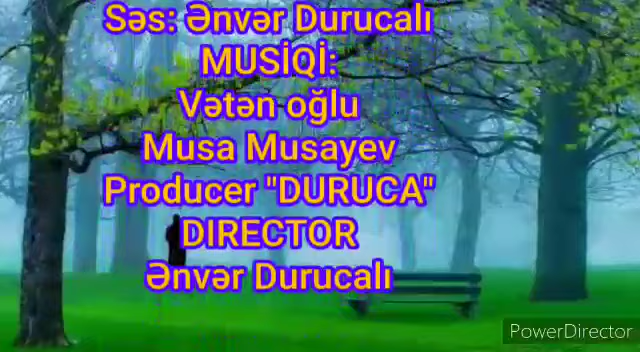 Səs: Ənvər Durucalı
MUSİQİ:
Vətən oğlu
Musa Musayev
Producer "DURUCA"
DIRECTOR
Ənvər Durucalı
PowerDirector